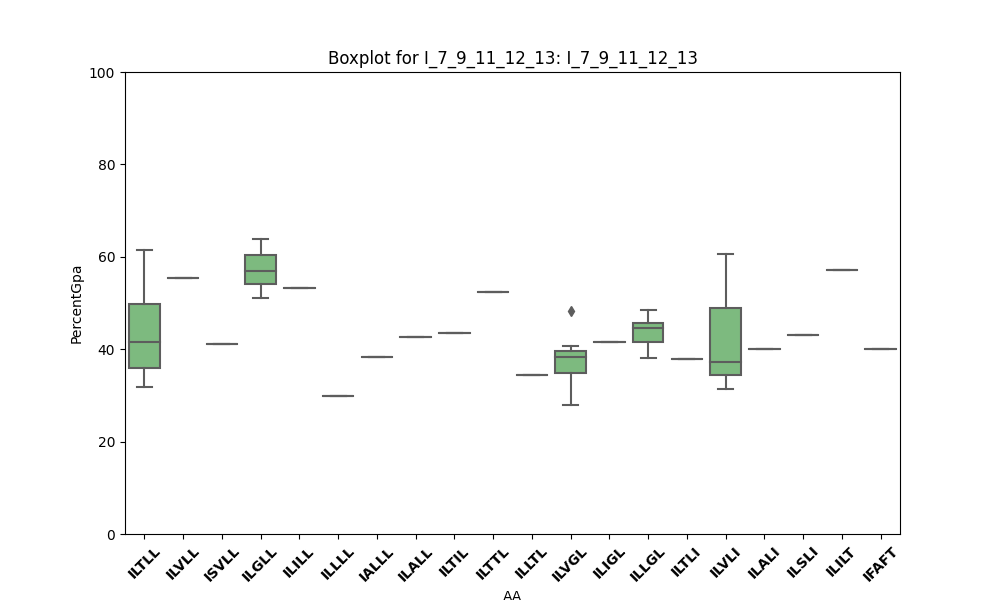 Boxplot for I_7_9_11_12_13: I_7_9_11_12_13
PercentGpa
100
80
60
40
20
0
ILTLL ILVLL ISVLL ILGLL ILILL ILLLL IALLL ILALL ILTIL ILTTL ILLTL ILVGL ILIGL ILLGL ILTLI ILVLI ILALI ILSLI ILILT IFAFT
AA